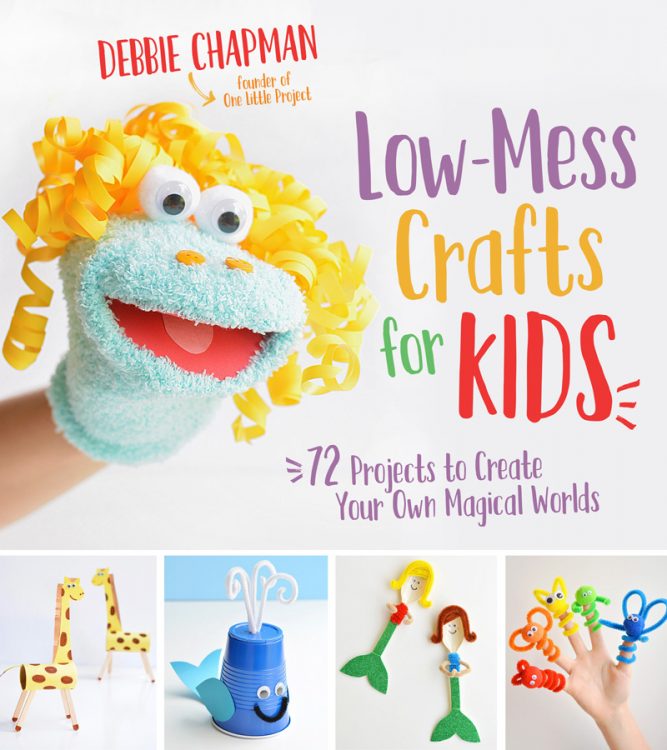 DEBBIE CHAPMAN
founder of
One Little Project
Low-Mess
Crafts
for KIDS
72 Projects to Create
Your Own Magical Worlds